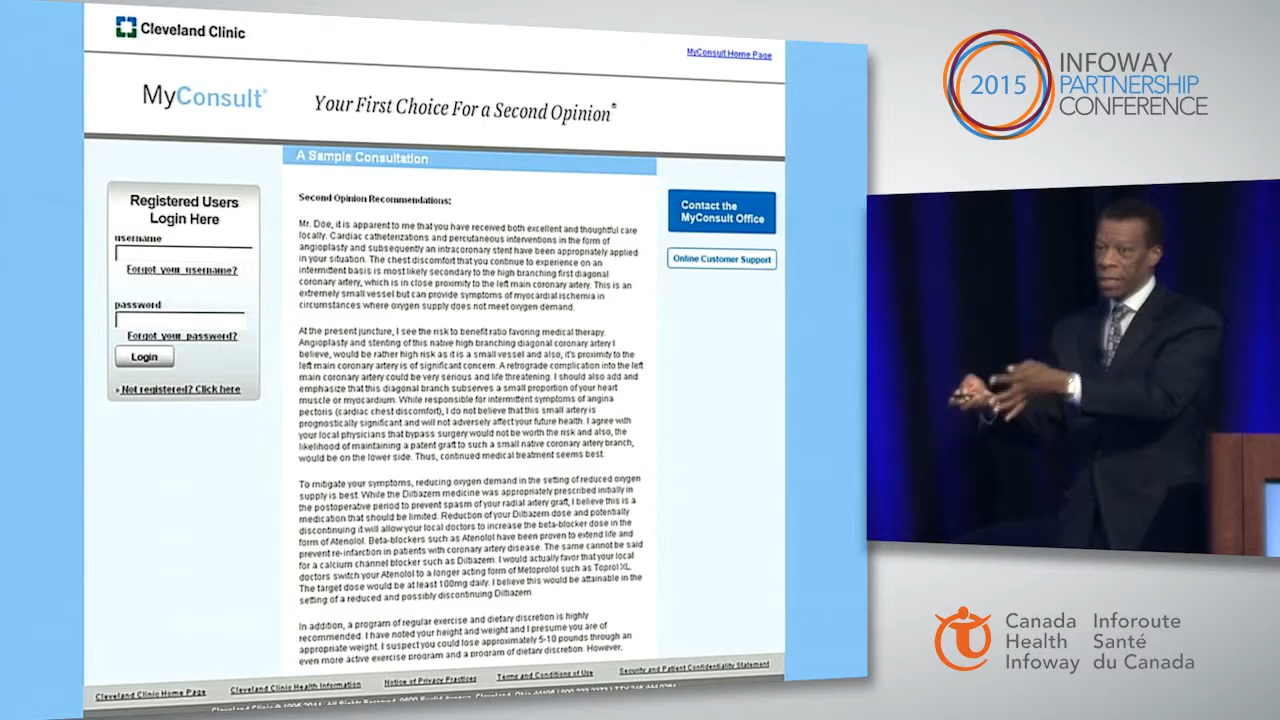 Cleveland Clinic
MyConsult Home Page
MyConsult®
Your First Choice For a Second Opinion®
A Sample Consultation
Registered Users
Login Here
username
Forgot your username?
password
Forgot your password?
Login
Not registered? Click here
Second Opinion Recommendations:
Mr. Doe, it is apparent to me that you have received both excellent and thoughtful care
locally. Cardiac catheterizations and percutaneous interventions in the form of
angioplasty and subsequently an intracoronary stent have been appropriately applied
in your situation. The chest discomfort that you continue to experience on an
intermittent basis is most likely secondary to the high branching first diagonal
coronary artery, which is in close proximity to the left main coronary artery. This is an
extremely small vessel but can provide symptoms of myocardial ischemia in
circumstances where oxygen supply does not meet oxygen demand.
At the present juncture, I see the risk to benefit ratio favoring medical therapy.
Angioplasty and stenting of this native high branching diagonal coronary artery I
believe, would be rather high risk as it is a small vessel and also, it's proximity to the
left main coronary artery is of significant concern. A retrograde complication into the left
main coronary artery could be very serious and life threatening. I should also add and
emphasize that this diagonal branch subserves a small proportion of your heart
muscle or myocardium. While responsible for intermittent symptoms of angina
pectoris (cardiac chest discomfort), I do not believe that this small artery is
prognostically significant and will not adversely affect your future health. I agree with
your local physicians that bypass surgery would not be worth the risk and also, the
likelihood of maintaining a patent graft to such a small native coronary artery branch,
would be on the lower side. Thus, continued medical treatment seems best.
To mitigate your symptoms, reducing oxygen demand in the setting of reduced oxygen
supply is best. While the Diltiazem medicine was appropriately prescribed initially in
the postoperative period to prevent spasm of your radial artery graft, I believe this is a
medication that should be limited. Reduction of your Diltiazem dose and potentially
discontinuing it will allow your local doctors to increase the beta-blocker dose in the
form of Atenolol. Beta-blockers such as Atenolol have been proven to extend life and
prevent re-infarction in patients with coronary artery disease. The same cannot be said
for a calcium channel blocker such as Diltiazem. I would actually favor that your local
doctors switch your Atenolol to a longer acting form of Metoprolol such as Toprol XL.
The target dose would be at least 100mg daily. I believe this would be attainable in the
setting of a reduced and possibly discontinuing Diltiazem.
In addition, a program of regular exercise and dietary discretion is highly
recommended. I have noted your height and weight and I presume you are of
appropriate weight. I suspect you could lose approximately 5-10 pounds through an
even more active exercise program and a program of dietary discretion. However,
Contact the
MyConsult Office
Online Customer Support
Cleveland Clinic Home Page
Cleveland Clinic Health Information
Notice of Privacy Practices
Terms and Conditions of Use
Security and Patient Confidentiality Statement
2015
INFOWAY
PARTNERSHIP
CONFERENCE
Canada Inforoute
Health Santé
Infoway du Canada